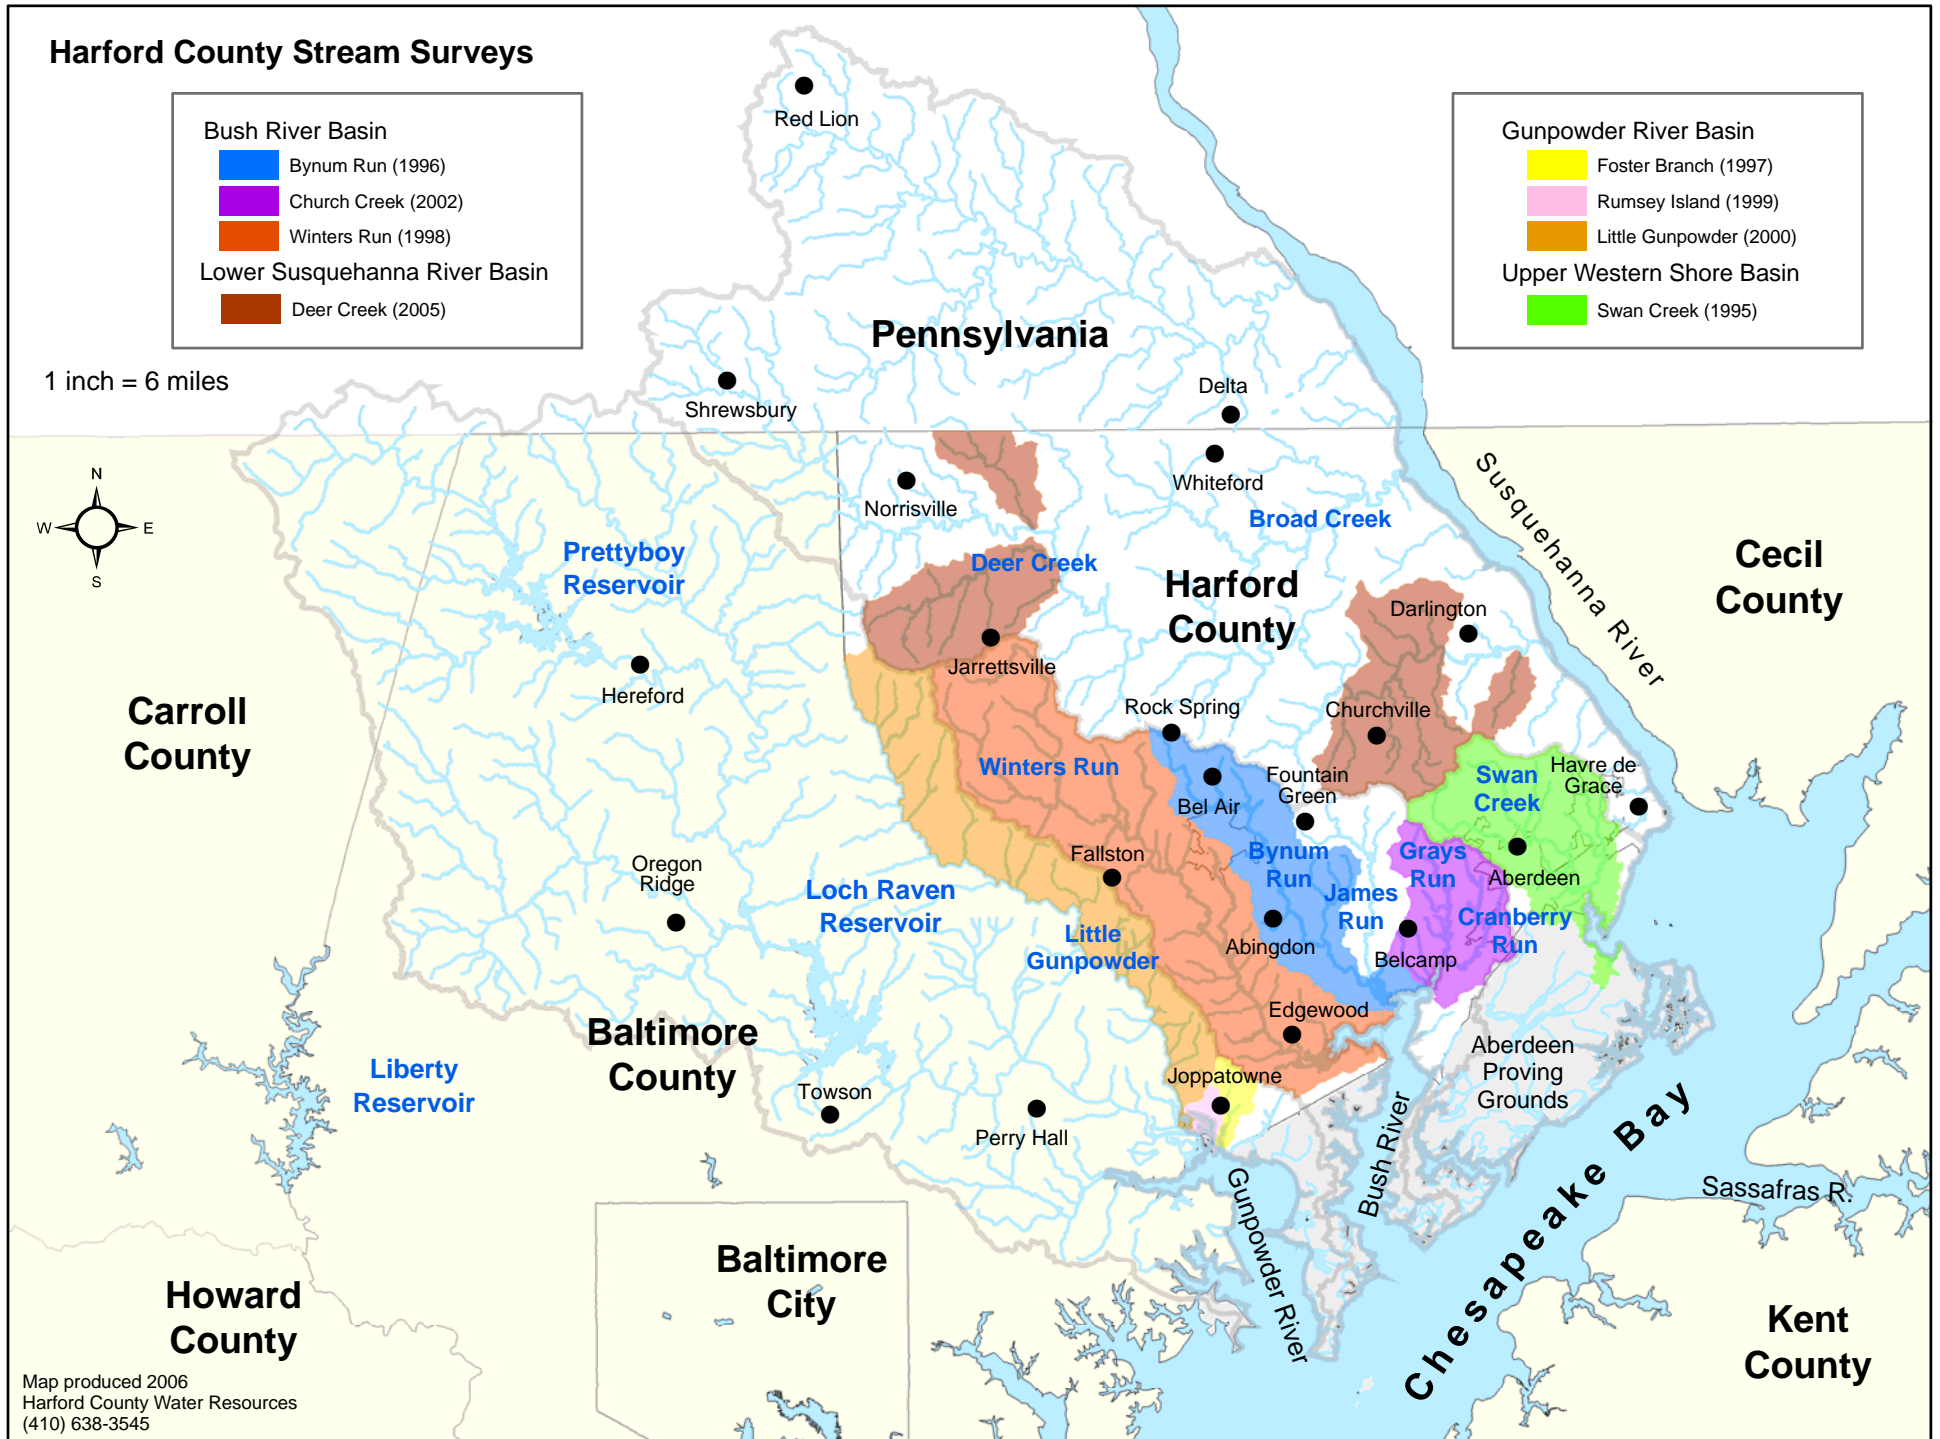 Harford County Stream Surveys
Bush River Basin
Bynum Run (1996)
Church Creek (2002)
Winters Run (1998)
Lower Susquehanna River Basin
Deer Creek (2005)
Gunpowder River Basin
Foster Branch (1997)
Rumsey Island (1999)
Little Gunpowder (2000)
Upper Western Shore Basin
Swan Creek (1995)
1 inch = 6 miles
N
W
E
S
Red Lion
Pennsylvania
Shrewsbury
Delta
Whiteford
Norrisville
Broad Creek
Susquehanna River
Prettyboy
Reservoir
Deer Creek
Harford
County
Cecil
County
Darlington
Hereford
Jarrettsville
Carroll
County
Rock Spring
Churchville
Winters Run
Fountain
Green
Bel Air
Swan
Creek
Havre de
Grace
Oregon
Ridge
Fallston
Bynum
Run
Grays
Run
Aberdeen
Loch Raven
Reservoir
James
Run
Cranberry
Run
Little
Gunpowder
Abingdon
Belcamp
Edgewood
Baltimore
County
Aberdeen
Proving
Grounds
Liberty
Reservoir
Towson
Joppatowne
Perry Hall
Bush River
Gunpowder River
Chesapeake Bay
Sassafras R.
Baltimore
City
Howard
County
Kent
County
Map produced 2006
Harford County Water Resources
(410) 638-3545